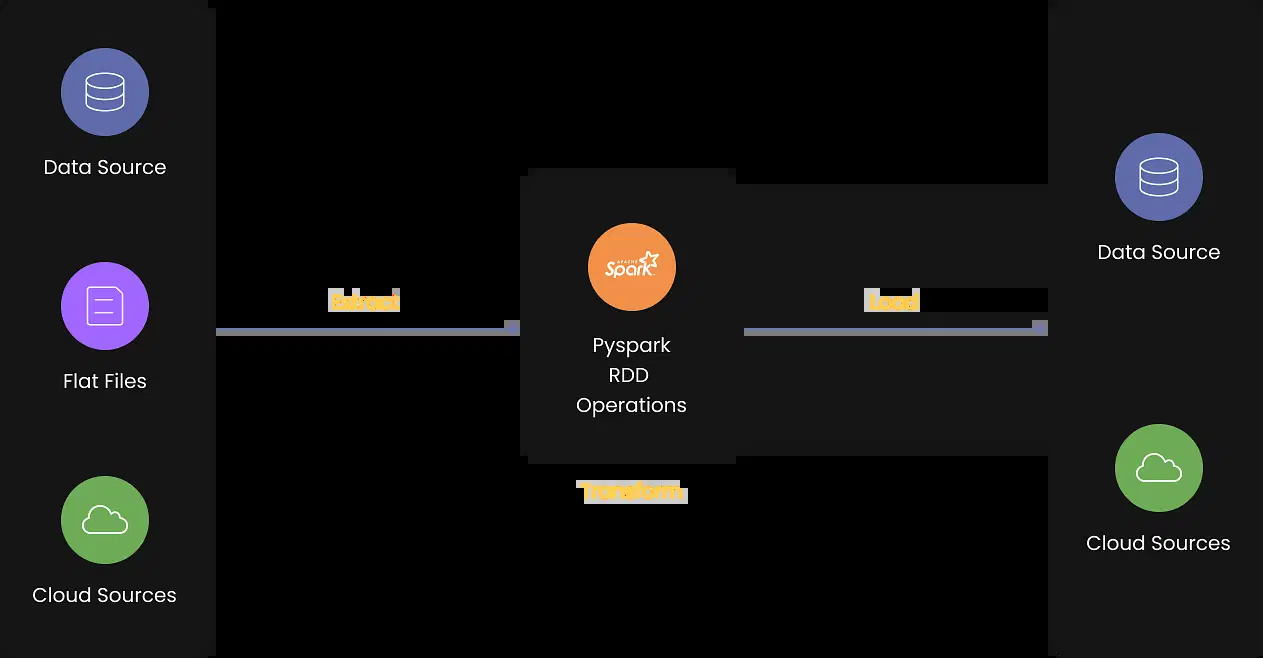 Data Source
Flat Files
Cloud Sources
Extract
APACHE
Spark
Pyspark
RDD
Operations
Transform
Load
Data Source
Cloud Sources